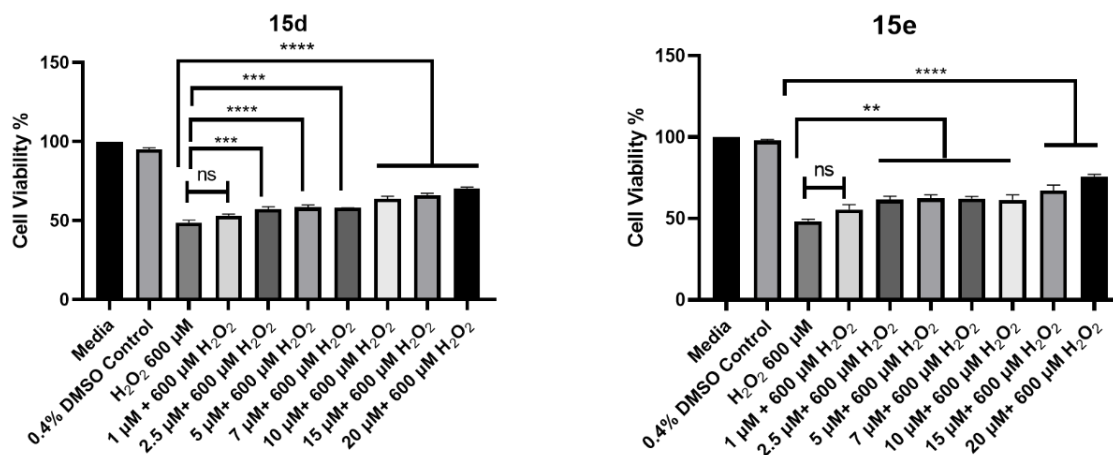 15d
****
***
****
***
ns
Cell Viability %
150
100
50
0
Media
0.4% DMSO Control
H₂O₂ 600 µM
1 µM + 600 µM H₂O₂
2.5 µM+ 600 µM H₂O₂
5 µM+ 600 µM H₂O₂
7 µM+ 600 µM H₂O₂
10 µM+ 600 µM H₂O₂
15 µM+ 600 µM H₂O₂
20 µM+ 600 µM H₂O₂
15e
****
**
ns
Cell Viability %
150
100
50
0
Media
0.4% DMSO Control
H₂O₂ 600 µM
1 µM + 600 µM H₂O₂
2.5 µM+ 600 µM H₂O₂
5 µM+ 600 µM H₂O₂
7 µM+ 600 µM H₂O₂
10 µM+ 600 µM H₂O₂
15 µM+ 600 µM H₂O₂
20 µM+ 600 µM H₂O₂